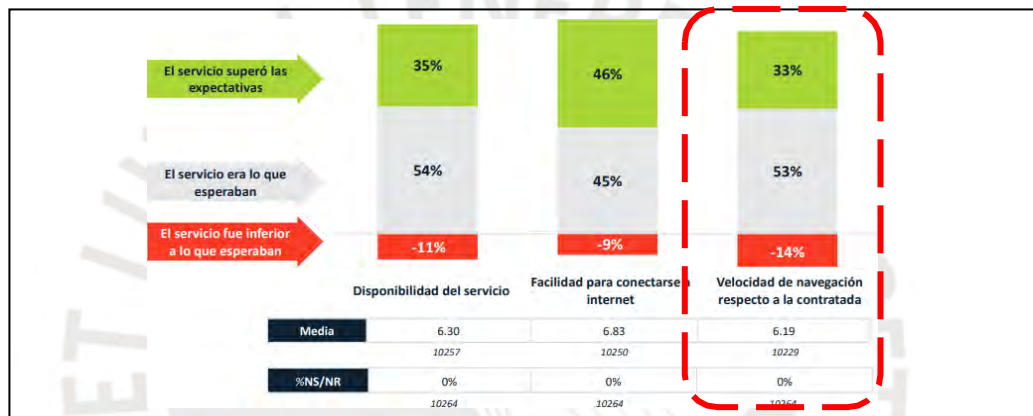 El servicio superó las
expectativas
35%
46%
33%
El servicio era lo que
esperaban
54%
45%
53%
El servicio fue inferior
a lo que esperaban
-11%
-9%
-14%
Disponibilidad del servicio
Facilidad para conectarse a
internet
Velocidad de navegación
respecto a la contratada
Media
6.30
6.83
6.19
10257
10250
10229
%NS/NR
0%
0%
0%
10264
10264
10264